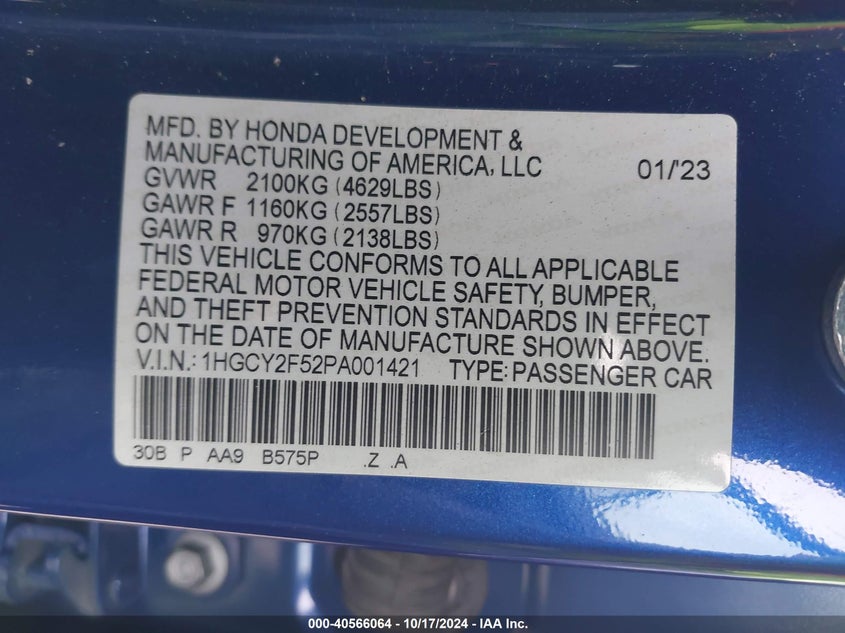 MFD. BY HONDA DEVELOPMENT &
MANUFACTURING OF AMERICA, LLC 01/'23
GVWR 2100KG (4629LBS)
GAWR F 1160KG (2557LBS)
GAWR R 970KG (2138LBS)
THIS VEHICLE CONFORMS TO ALL APPLICABLE
FEDERAL MOTOR VEHICLE SAFETY, BUMPER,
AND THEFT PREVENTION STANDARDS IN EFFECT
ON THE DATE OF MANUFACTURE SHOWN ABOVE.
V.I.N.: 1HGCY2F52PA001421 TYPE: PASSENGER CAR
30B P AA9 B575P .Z .A
000-40566064 - 10/17/2024 - IAA Inc.